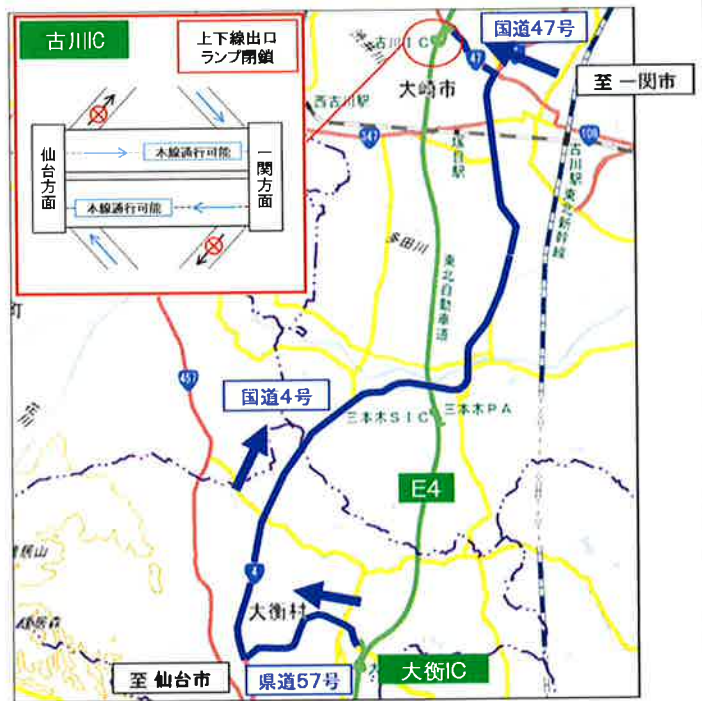 古川IC
上下線出口
ランプ閉鎖
仙台方面
本線通行可能
本線通行可能
一関方面
古川IC
国道47号
47
至 一関市
大崎市
西古川駅
347
塚目駅
108
古川駅
東北新幹線
多田川
東北自動車道
町
457
国道4号
花川
三本木SIC
三本木PA
E4
4
大衡村
至 仙台市
県道57号
大衡IC